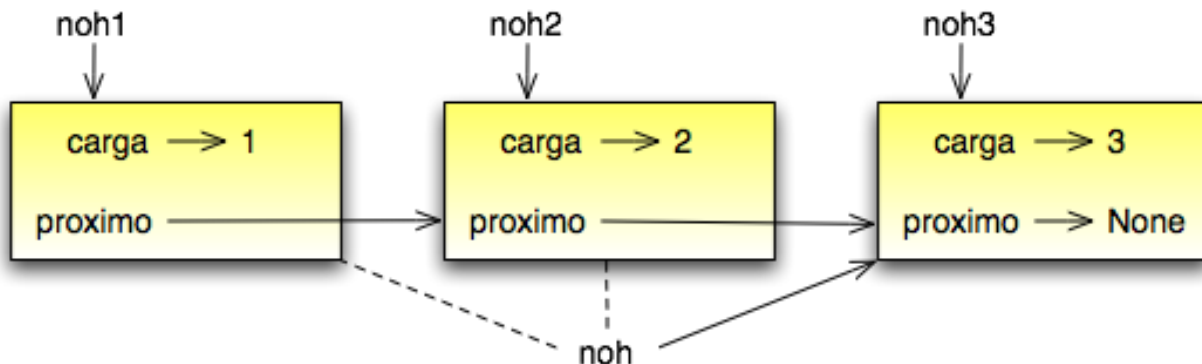 noh1 noh2 noh3
carga 1 carga 2 carga 3
proximo proximo proximo None
noh